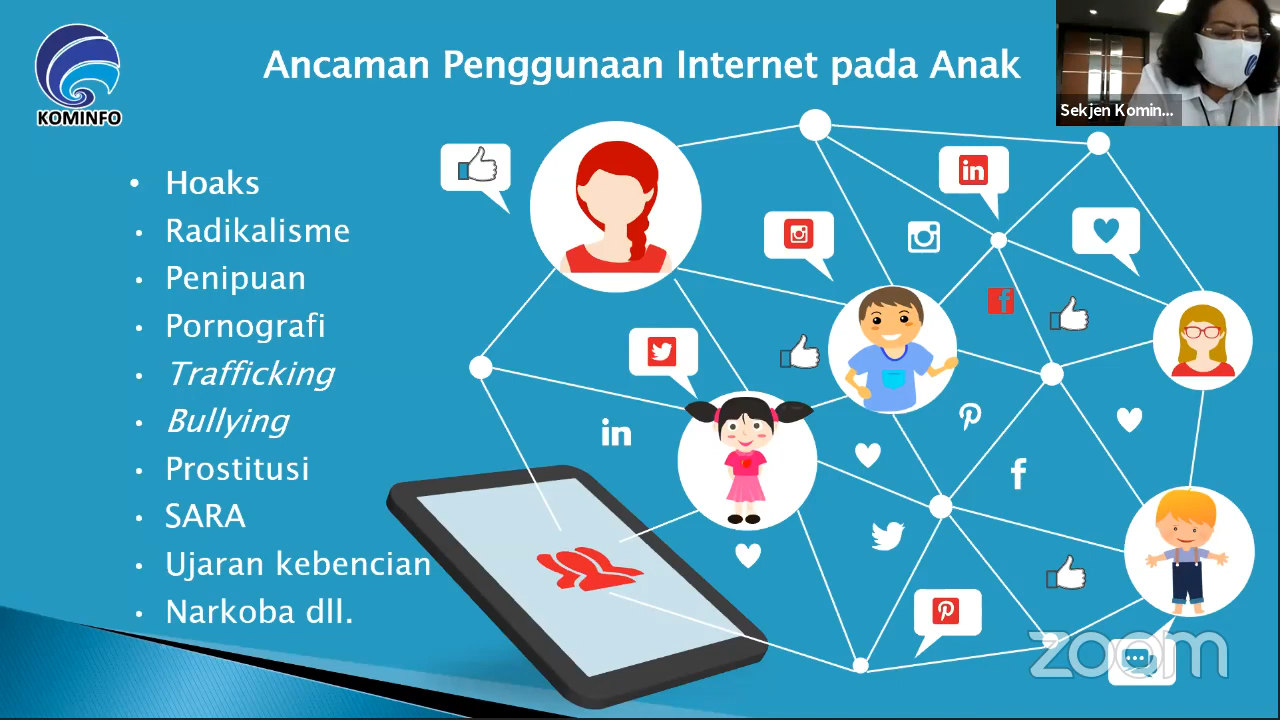 KOMINFO
Ancaman Penggunaan Internet pada Anak
Sekjen Komin...
• Hoaks
• Radikalisme
• Penipuan
• Pornografi
• Trafficking
• Bullying
• Prostitusi
• SARA
• Ujaran kebencian
• Narkoba dll.
in
in
f
f
zoom